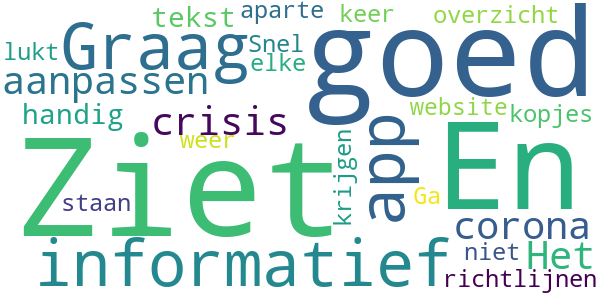 tekst aparte keer overzicht
lukt Graag Snel goed
aanpassen elke
handig crisis app website kopjes
Ziet weer En
krijgen
staan Ga
corona
informatief niet Het
richtlijnen